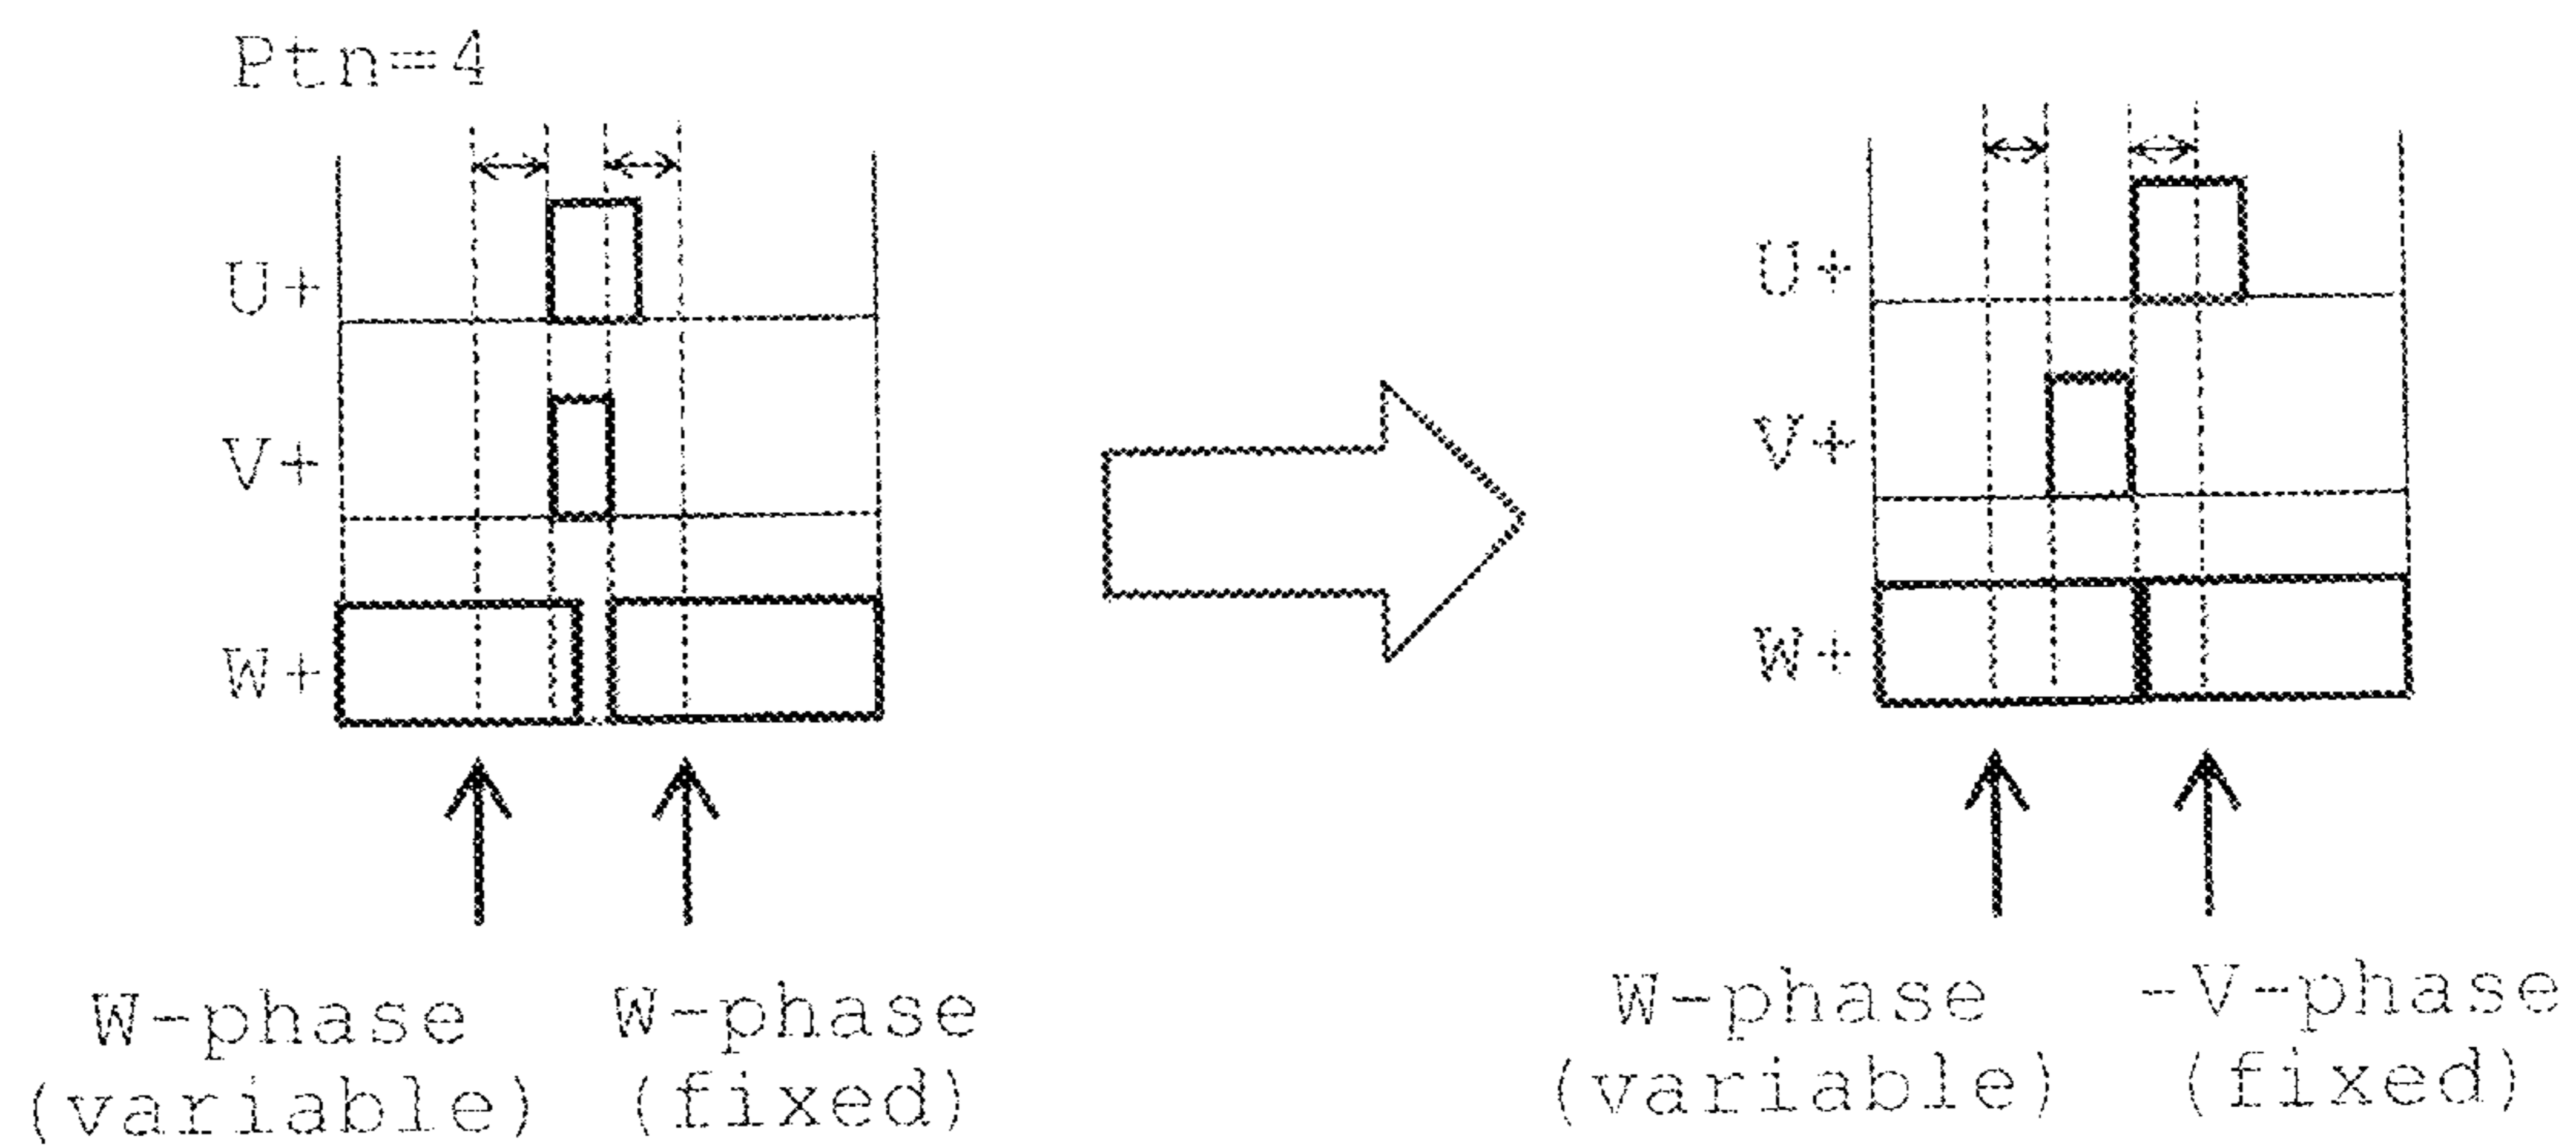 Ptn=4
U+
V+
W+
W-phase
(variable)
W-phase
(fixed)
U+
V+
W+
W-phase
(variable)
-V-phase
(fixed)